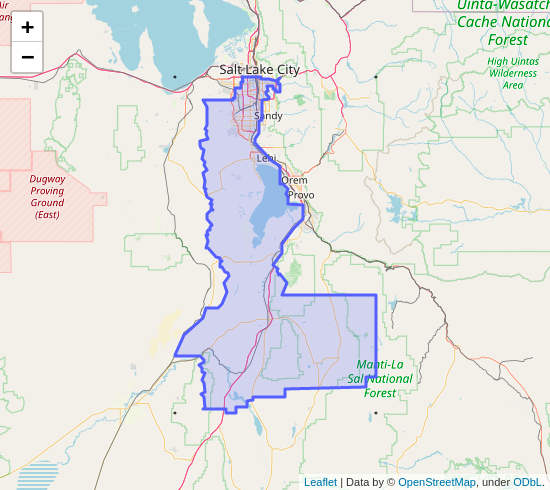 +
−
Uinta-Wasatch
Cache National
Forest
High Uintas
Wilderness
Area
Salt Lake City
Sandy
Lehi
Orem
Provo
Dugway
Proving
Ground
(East)
Manti-La
Sal National
Forest
Leaflet | Data by © OpenStreetMap, under ODbL.